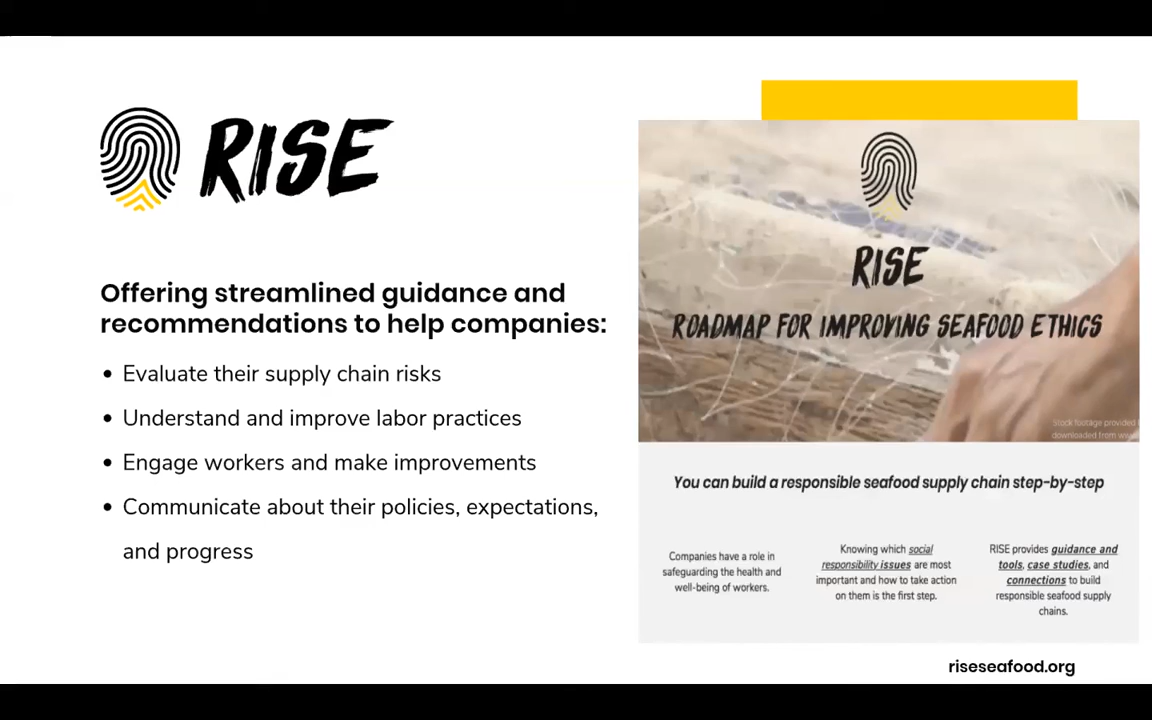 RISE
Offering streamlined guidance and
recommendations to help companies:
• Evaluate their supply chain risks
• Understand and improve labor practices
• Engage workers and make improvements
• Communicate about their policies, expectations,
and progress
RISE
ROADMAP FOR IMPROVING SEAFOOD ETHICS
Stock footage provided
downloaded from
You can build a responsible seafood supply chain step-by-step
Companies have a role in
safeguarding the health and
well-being of workers.
Knowing which social
responsibility issues are most
important and how to take action
on them is the first step.
RISE provides guidance and
tools, case studies, and
connections to build
responsible seafood supply
chains.
riseseafood.org